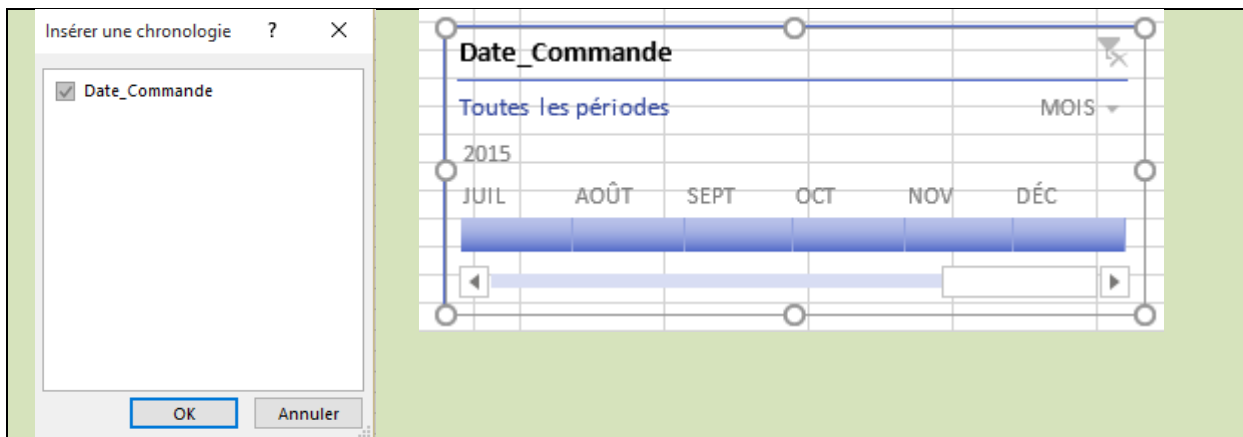 Insérer une chronologie ?
Date_Commande
OK Annuler
Date_Commande
Toutes les périodes MOIS
2015
JUIL AOÛT SEPT OCT NOV DÉC